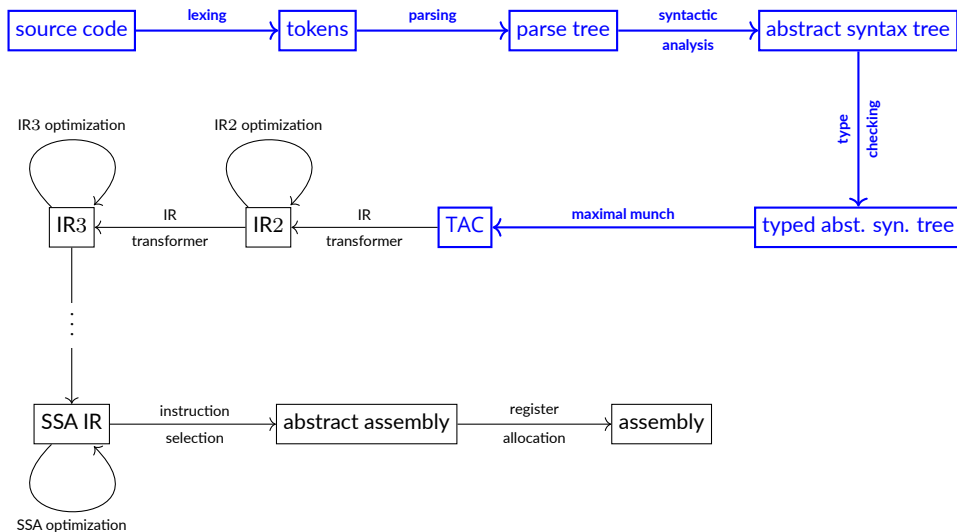 source code
lexing
tokens
parsing
parse tree
syntactic
analysis
abstract syntax tree
type
checking
IR3 optimization
IR2 optimization
IR3
IR
transformer
IR2
IR
transformer
TAC
maximal munch
typed abst. syn. tree
⋮
SSA IR
instruction
selection
abstract assembly
register
allocation
assembly
SSA optimization